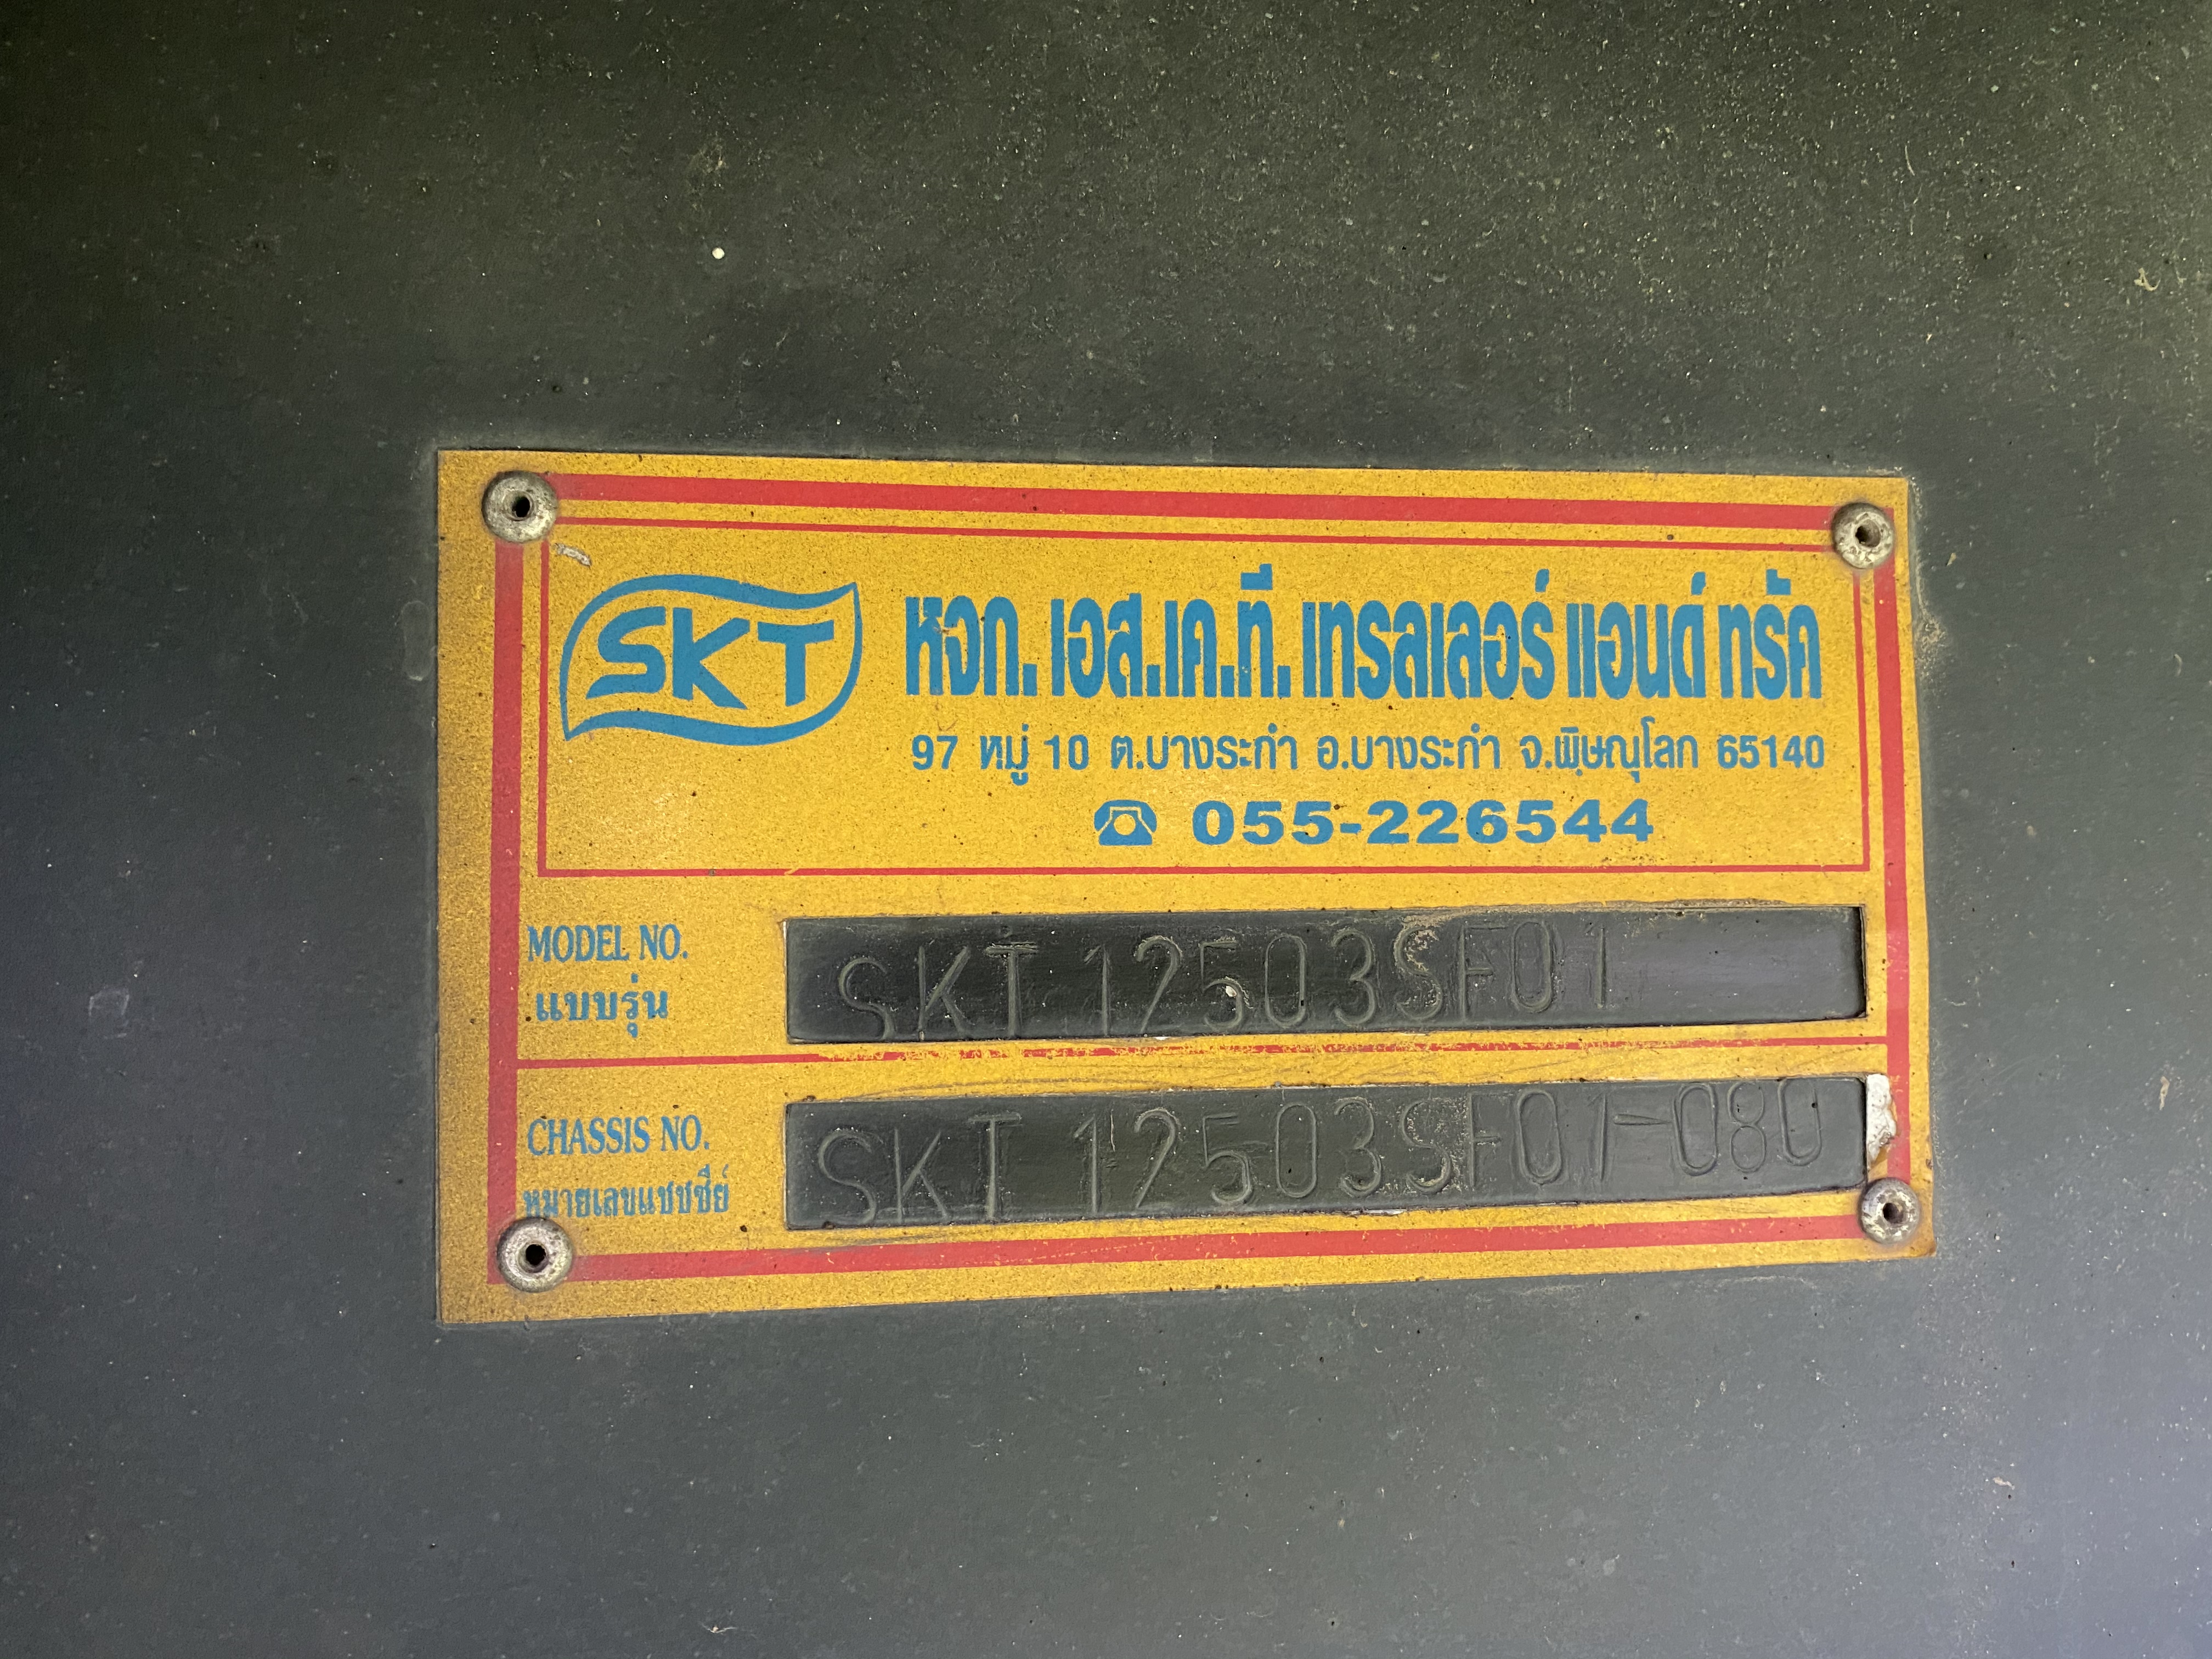 SKT
หจก. เอส.เค.ที. เทรลเลอร์ แอนด์ ทรัค
97 หมู่ 10 ต.บางระกำ อ.บางระกำ จ.พิษณุโลก 65140
☎ 055-226544
MODEL NO.
แบบรุ่น
SKT 12503SF01
CHASSIS NO.
หมายเลขแชชซีย์
SKT 12503SF01-080